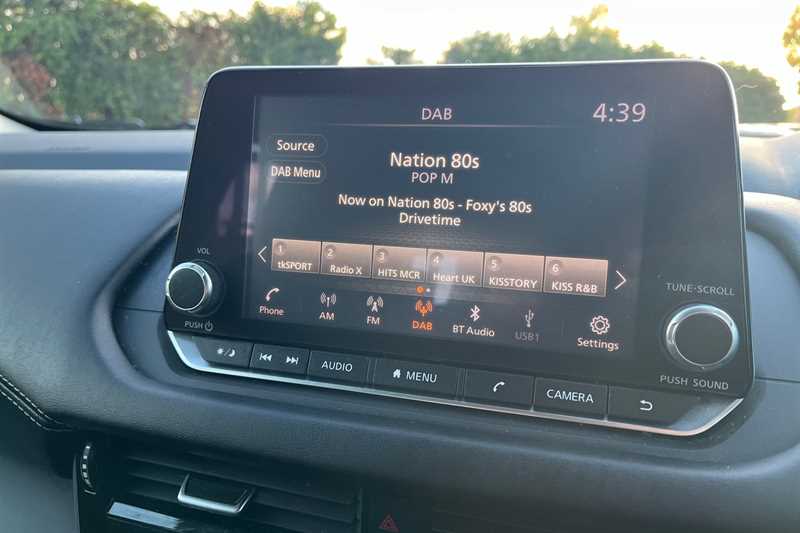 DAB
4:39
Source
DAB Menu
Nation 80s
POP M
Now on Nation 80s - Foxy's 80s
Drivetime
1 tkSPORT
2 Radio X
3 HITS MCR
4 Heart UK
5 KISSTORY
6 KISS R&B
Phone
AM
FM
DAB
BT Audio
USB1
Settings
VOL
PUSH
TUNE·SCROLL
PUSH SOUND
AUDIO
MENU
CAMERA